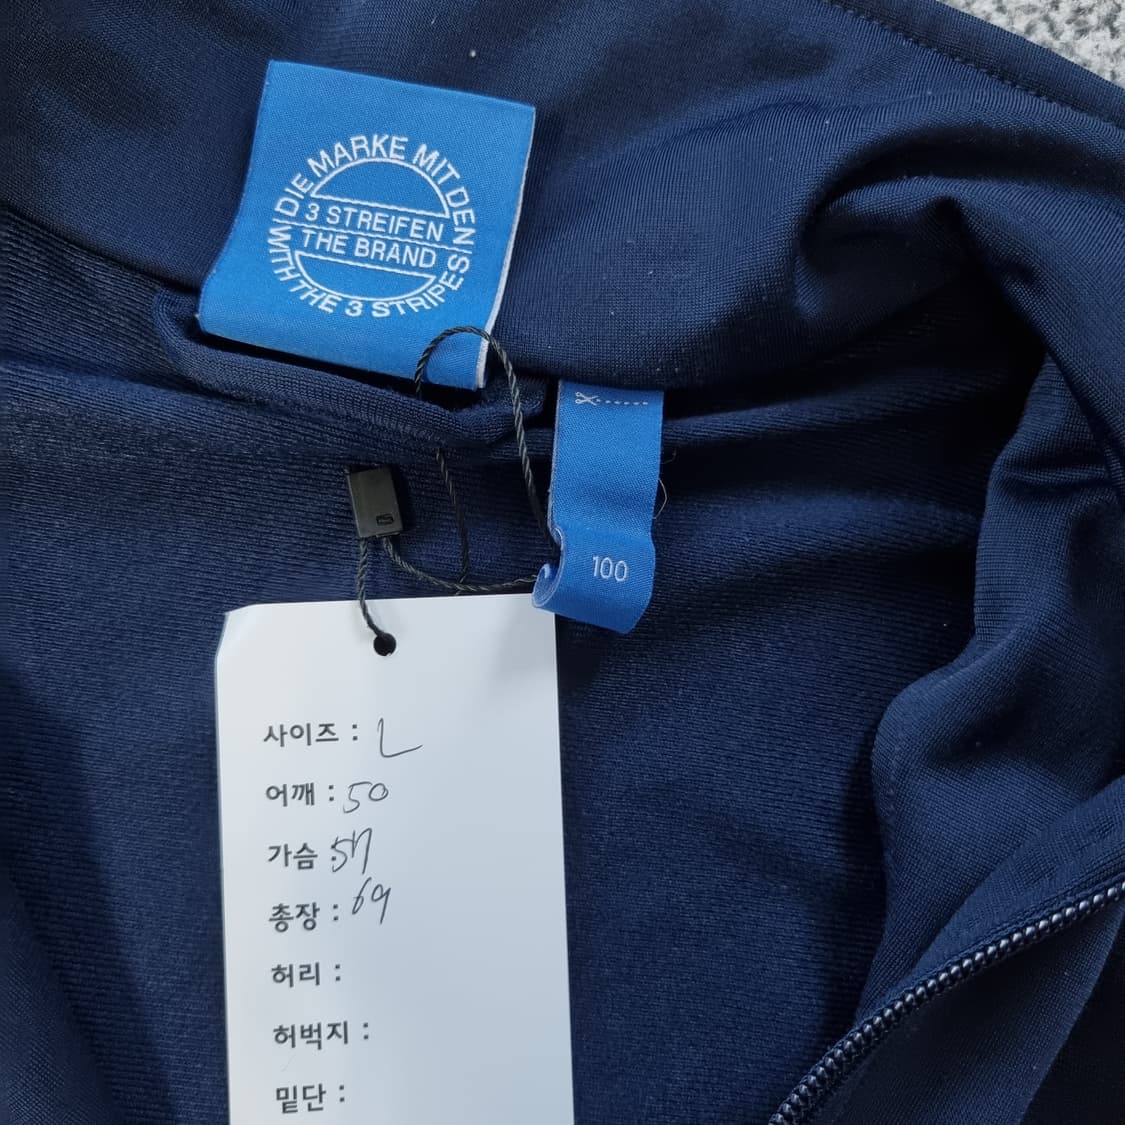 DIE MARKE MIT DEN
3 STREIFEN
THE BRAND
WITH THE 3 STRIPES
100
사이즈 : L
어깨 : 50
가슴 : 57
총장 : 69
허리 :
허벅지 :
밑단 :